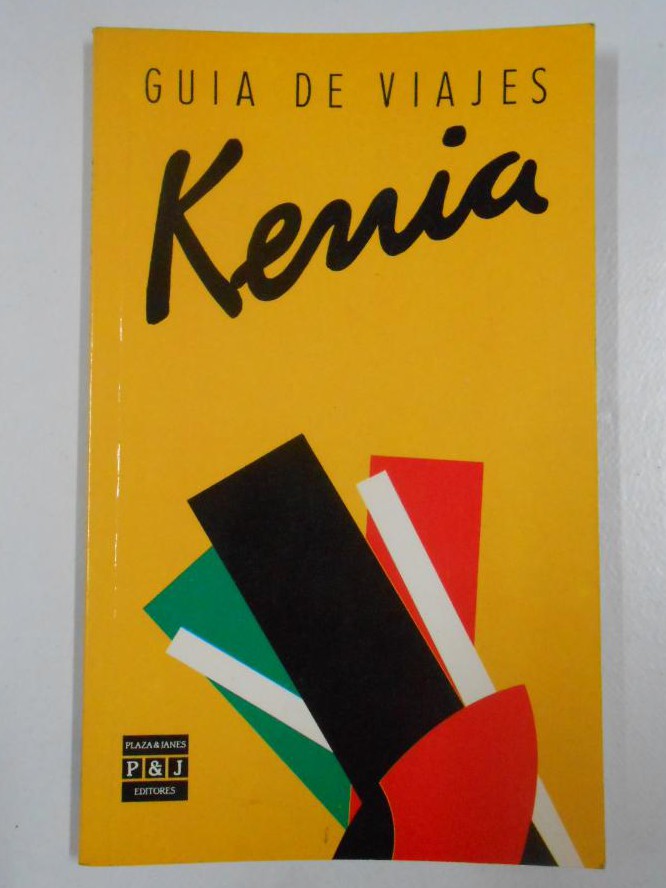 GUIA DE VIAJES
Kenia
PLAZA & JANES
P & J
EDITORES